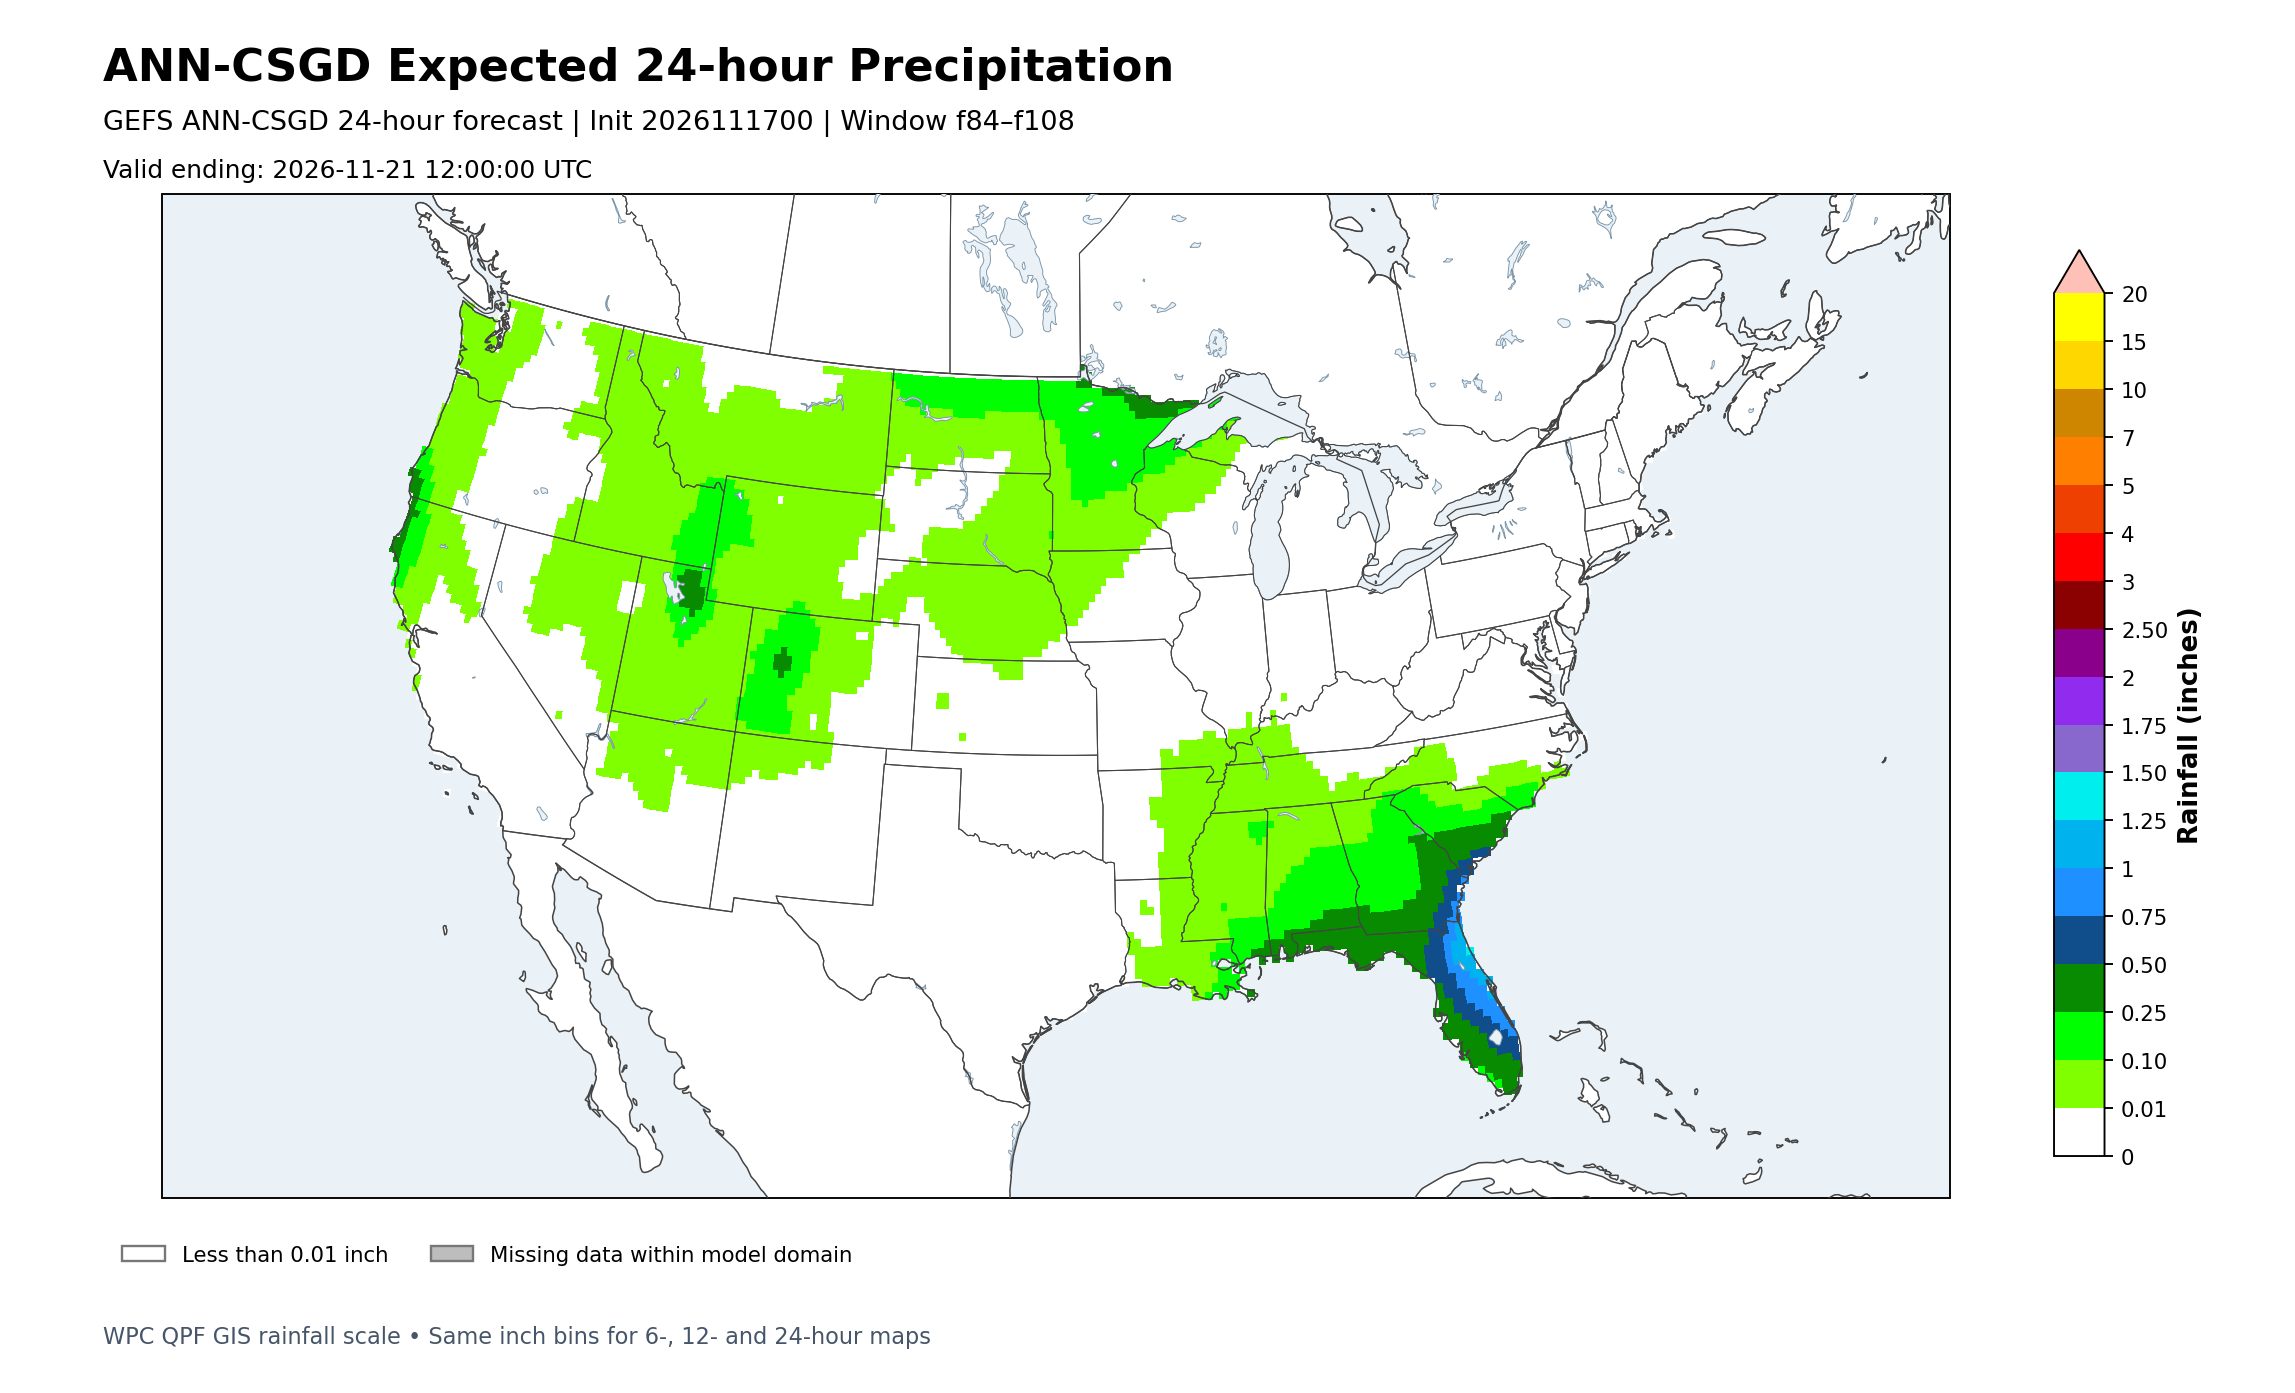 ANN-CSGD Expected 24-hour Precipitation
GEFS ANN-CSGD 24-hour forecast | Init 2026111700 | Window f84–f108
Valid ending: 2026-11-21 12:00:00 UTC
20
15
10
7
5
4
3
2.50
2
1.75
1.50
1.25
1
0.75
0.50
0.25
0.10
0.01
0
Rainfall (inches)
Less than 0.01 inch
Missing data within model domain
WPC QPF GIS rainfall scale • Same inch bins for 6-, 12- and 24-hour maps